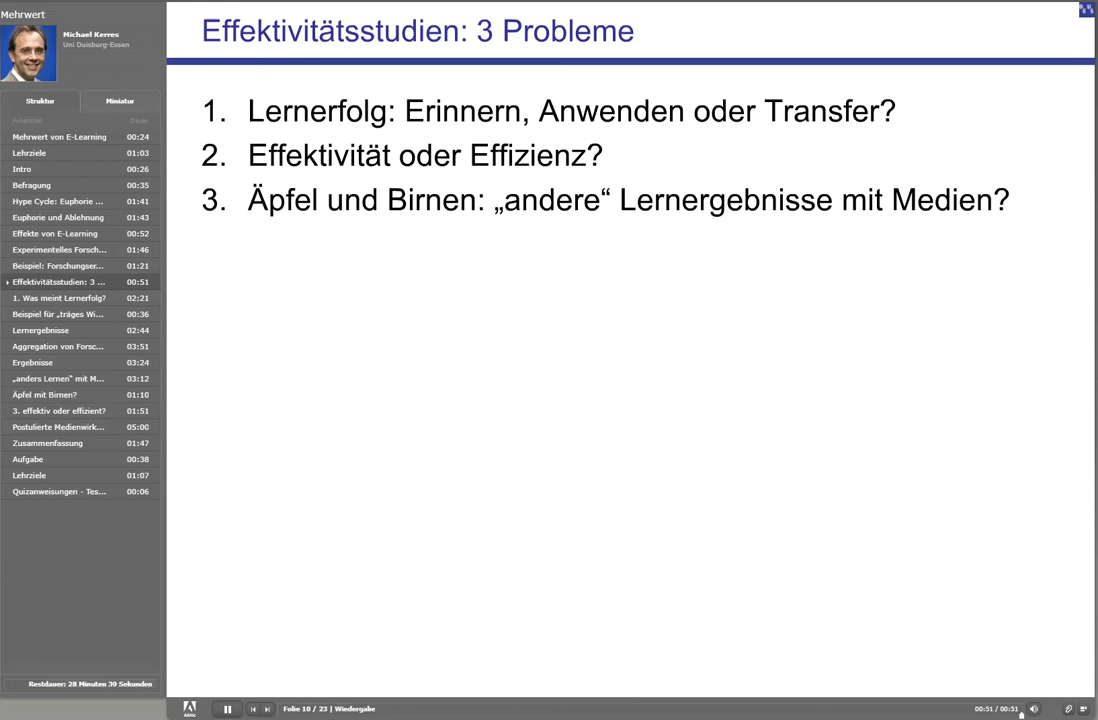 Mehrwert
Michael Kerres
Uni Duisburg-Essen
Struktur Miniatur
Folientitel Dauer
Mehrwert von E-Learning 00:24
Lehrziele 01:03
Intro 00:26
Befragung 00:35
Hype Cycle: Euphorie ... 01:41
Euphorie und Ablehnung 01:43
Effekte von E-Learning 00:52
Experimentelles Forsch... 01:46
Beispiel: Forschungser... 01:21
Effektivitätsstudien: 3 ... 00:51
1. Was meint Lernerfolg? 02:21
Beispiel für „träges Wi... 00:36
Lernergebnisse 02:44
Aggregation von Forsc... 03:51
Ergebnisse 03:24
„anders Lernen" mit M... 03:12
Äpfel mit Birnen? 01:10
3. effektiv oder effizient? 01:51
Postulierte Medienwirk... 05:00
Zusammenfassung 01:47
Aufgabe 00:38
Lehrziele 01:07
Quizanweisungen - Tes... 00:06
Restdauer: 28 Minuten 39 Sekunden
Effektivitätsstudien: 3 Probleme
1. Lernerfolg: Erinnern, Anwenden oder Transfer?
2. Effektivität oder Effizienz?
3. Äpfel und Birnen: „andere“ Lernergebnisse mit Medien?
Folie 10 / 23 | Wiedergabe
00:51 / 00:51